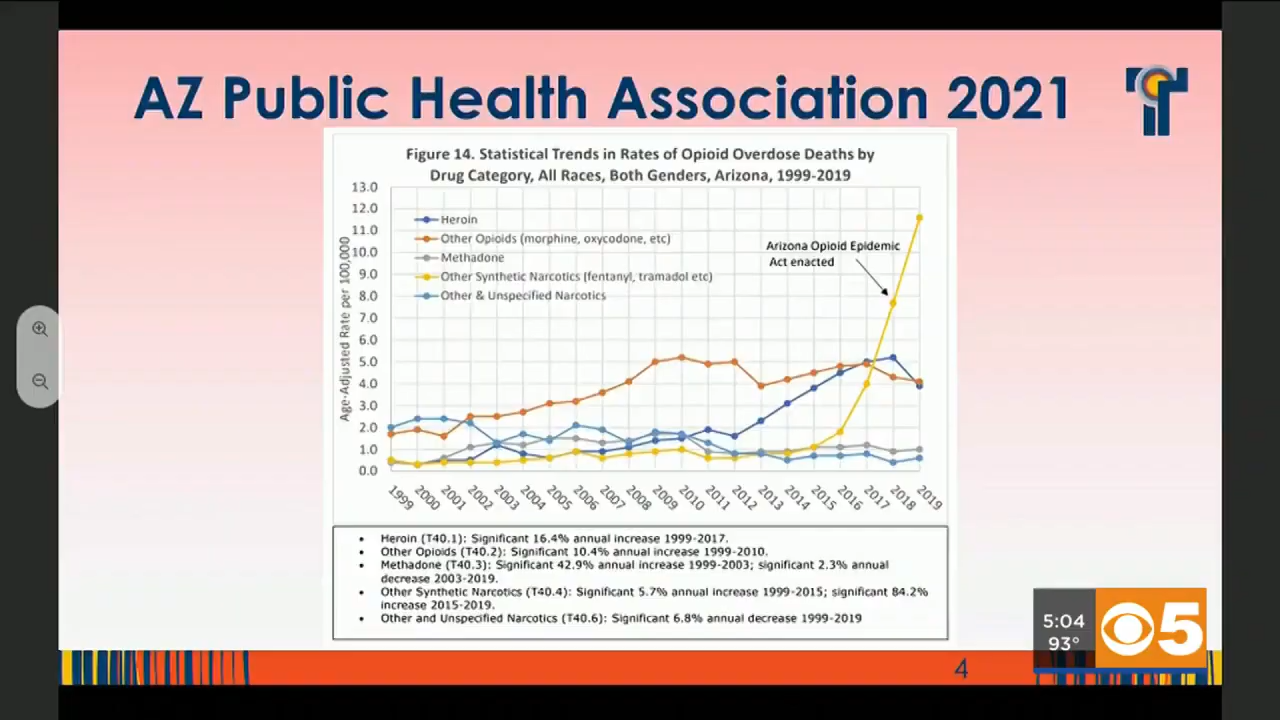 AZ Public Health Association 2021
Figure 14. Statistical Trends in Rates of Opioid Overdose Deaths by
Drug Category, All Races, Both Genders, Arizona, 1999-2019
Age-Adjusted Rate per 100,000
13.0
12.0
11.0
10.0
9.0
8.0
7.0
6.0
5.0
4.0
3.0
2.0
1.0
0.0
Heroin
Other Opioids (morphine, oxycodone, etc)
Methadone
Other Synthetic Narcotics (fentanyl, tramadol etc)
Other & Unspecified Narcotics
Arizona Opioid Epidemic
Act enacted
1999 2000 2001 2002 2003 2004 2005 2006 2007 2008 2009 2010 2011 2012 2013 2014 2015 2016 2017 2018 2019
• Heroin (T40.1): Significant 16.4% annual increase 1999-2017.
• Other Opioids (T40.2): Significant 10.4% annual increase 1999-2010.
• Methadone (T40.3): Significant 42.9% annual increase 1999-2003; significant 2.3% annual
decrease 2003-2019.
• Other Synthetic Narcotics (T40.4): Significant 5.7% annual increase 1999-2015; significant 84.2%
increase 2015-2019.
• Other and Unspecified Narcotics (T40.6): Significant 6.8% annual decrease 1999-2019
4
5:04
93°
5